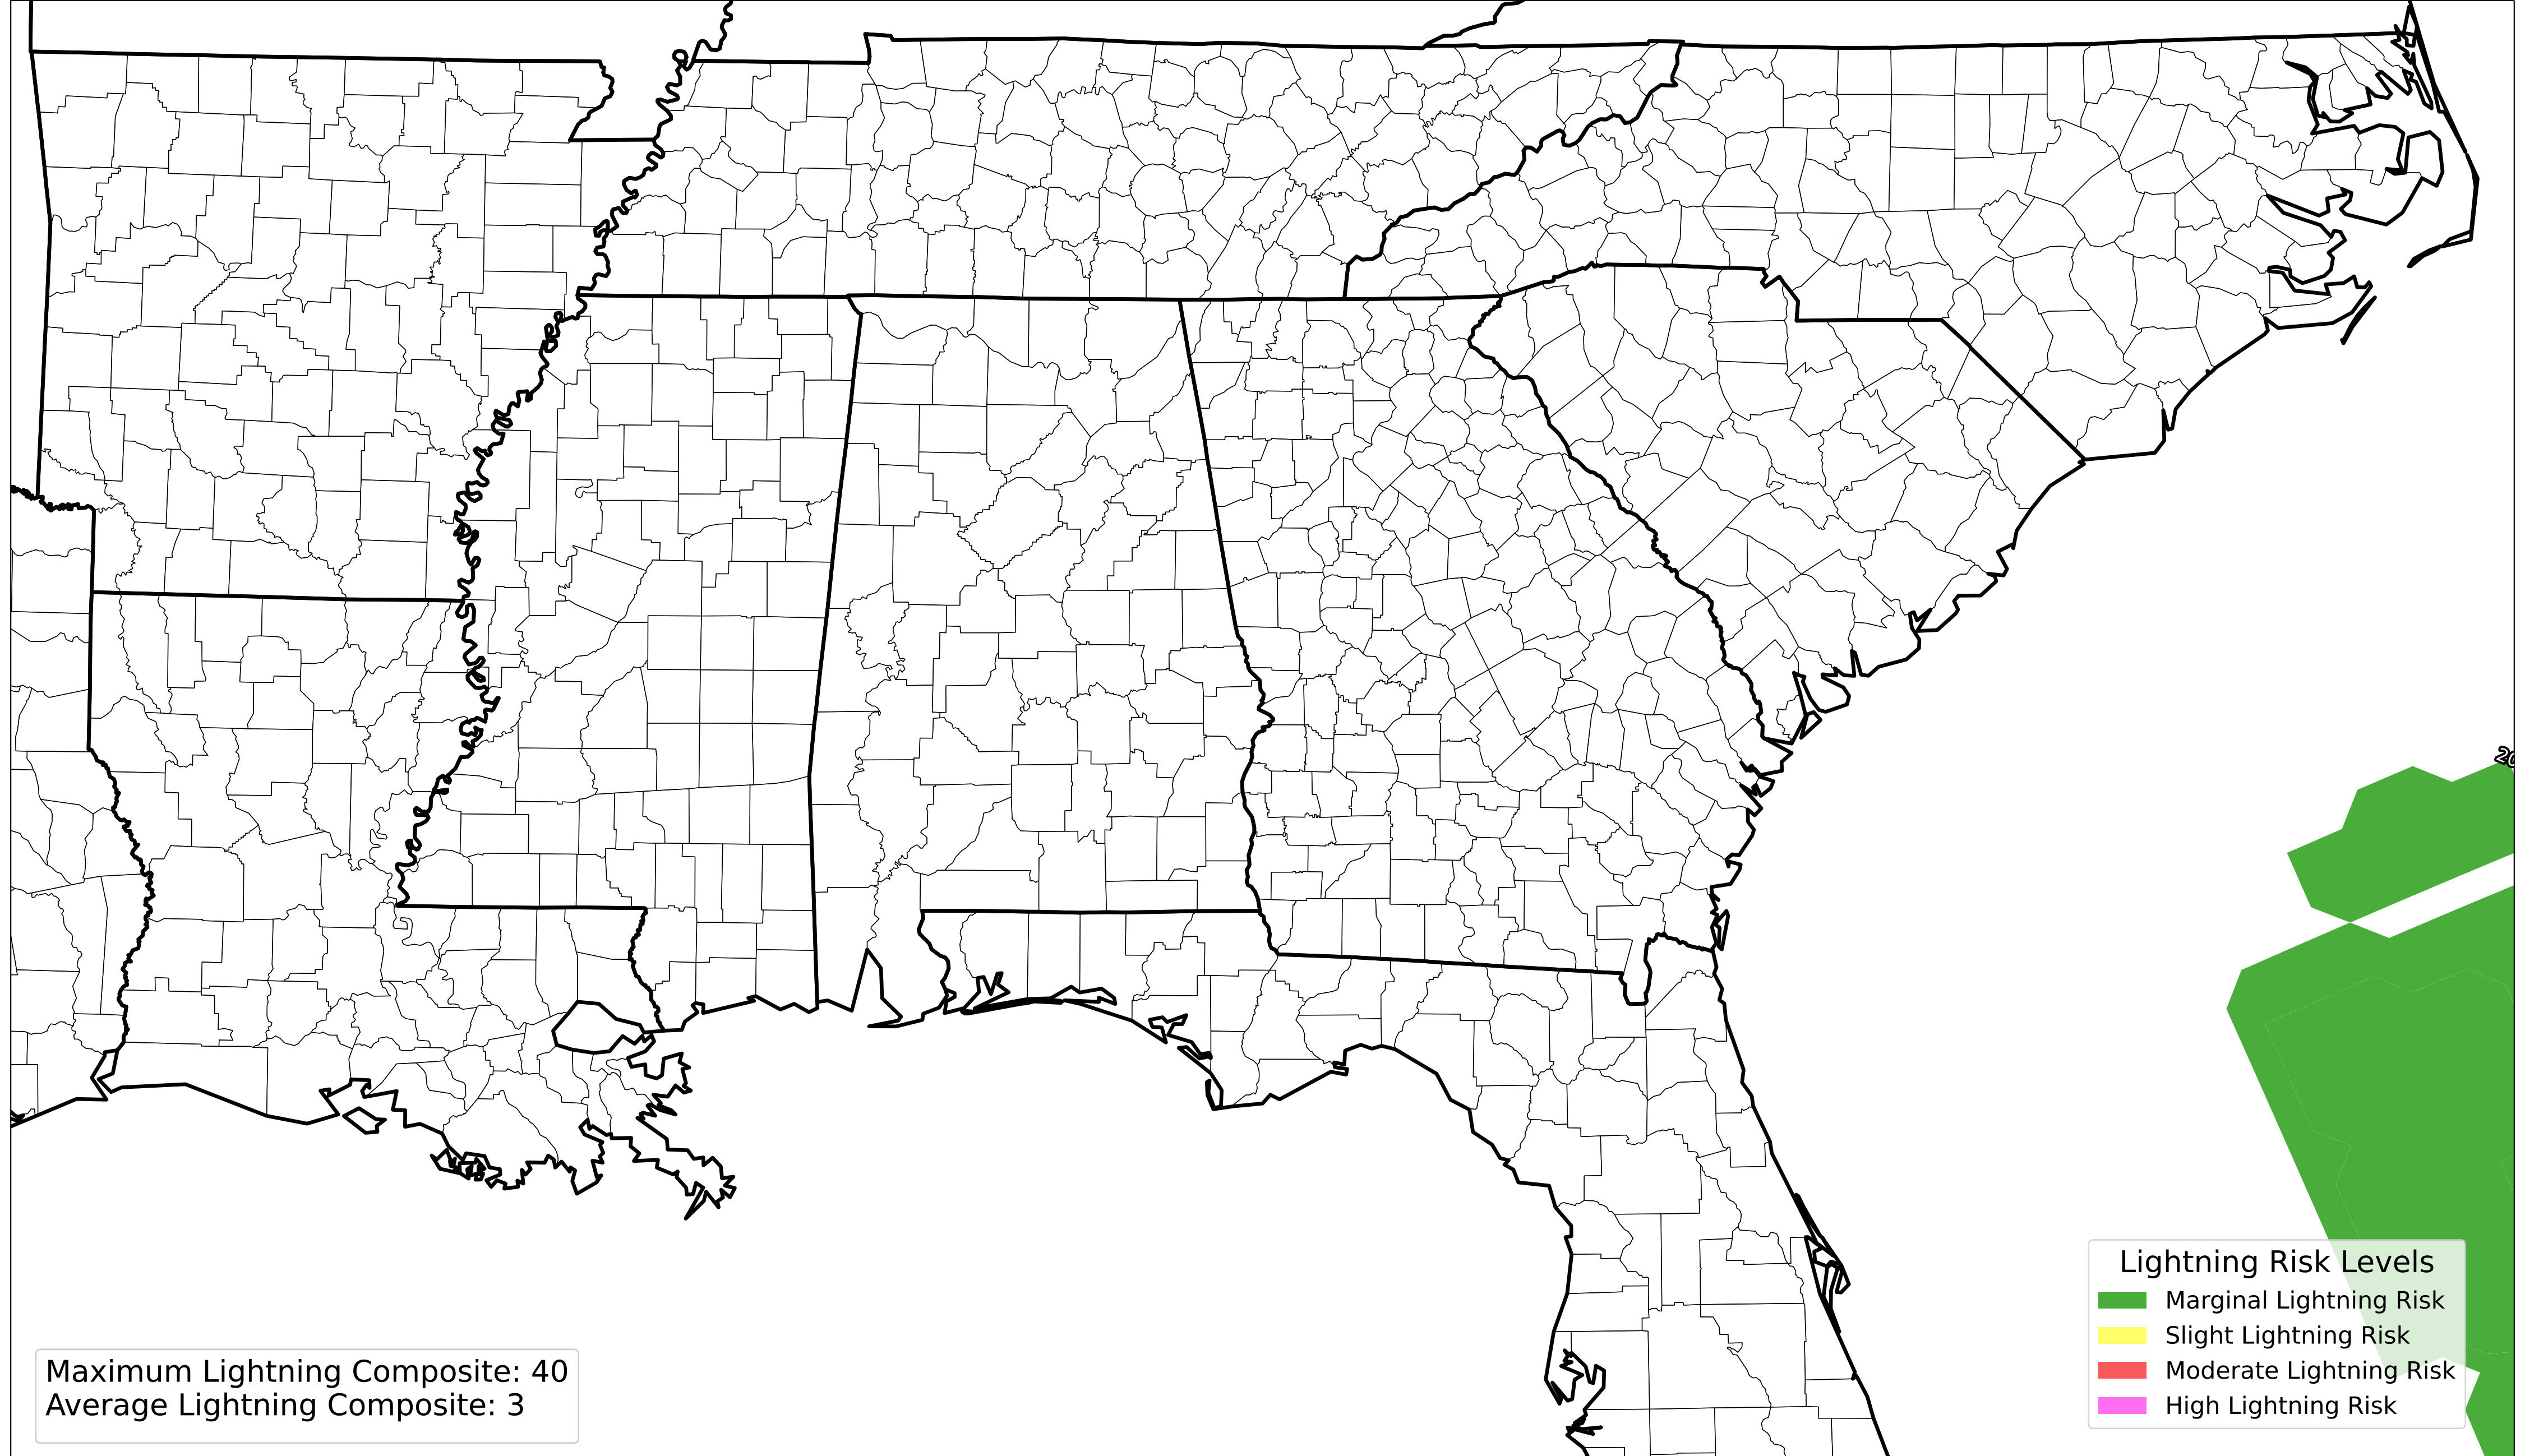 20
Lightning Risk Levels
Marginal Lightning Risk
Slight Lightning Risk
Moderate Lightning Risk
High Lightning Risk
Maximum Lightning Composite: 40
Average Lightning Composite: 3